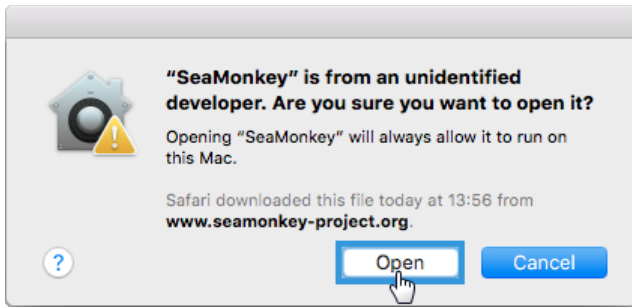 “SeaMonkey” is from an unidentified
developer. Are you sure you want to open it?
Opening “SeaMonkey” will always allow it to run on
this Mac.
Safari downloaded this file today at 13:56 from
www.seamonkey-project.org.
?
Open
Cancel